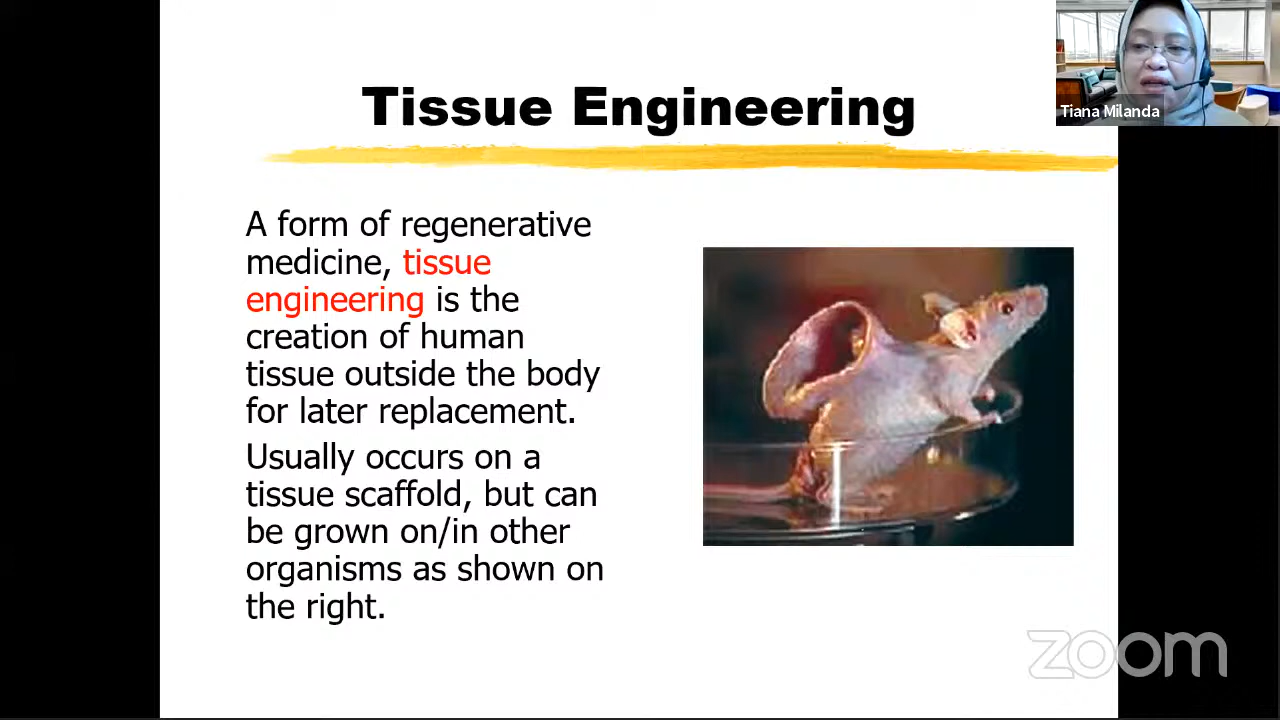 Tissue Engineering
Tiana Milanda
A form of regenerative
medicine, tissue
engineering is the
creation of human
tissue outside the body
for later replacement.
Usually occurs on a
tissue scaffold, but can
be grown on/in other
organisms as shown on
the right.
zoom